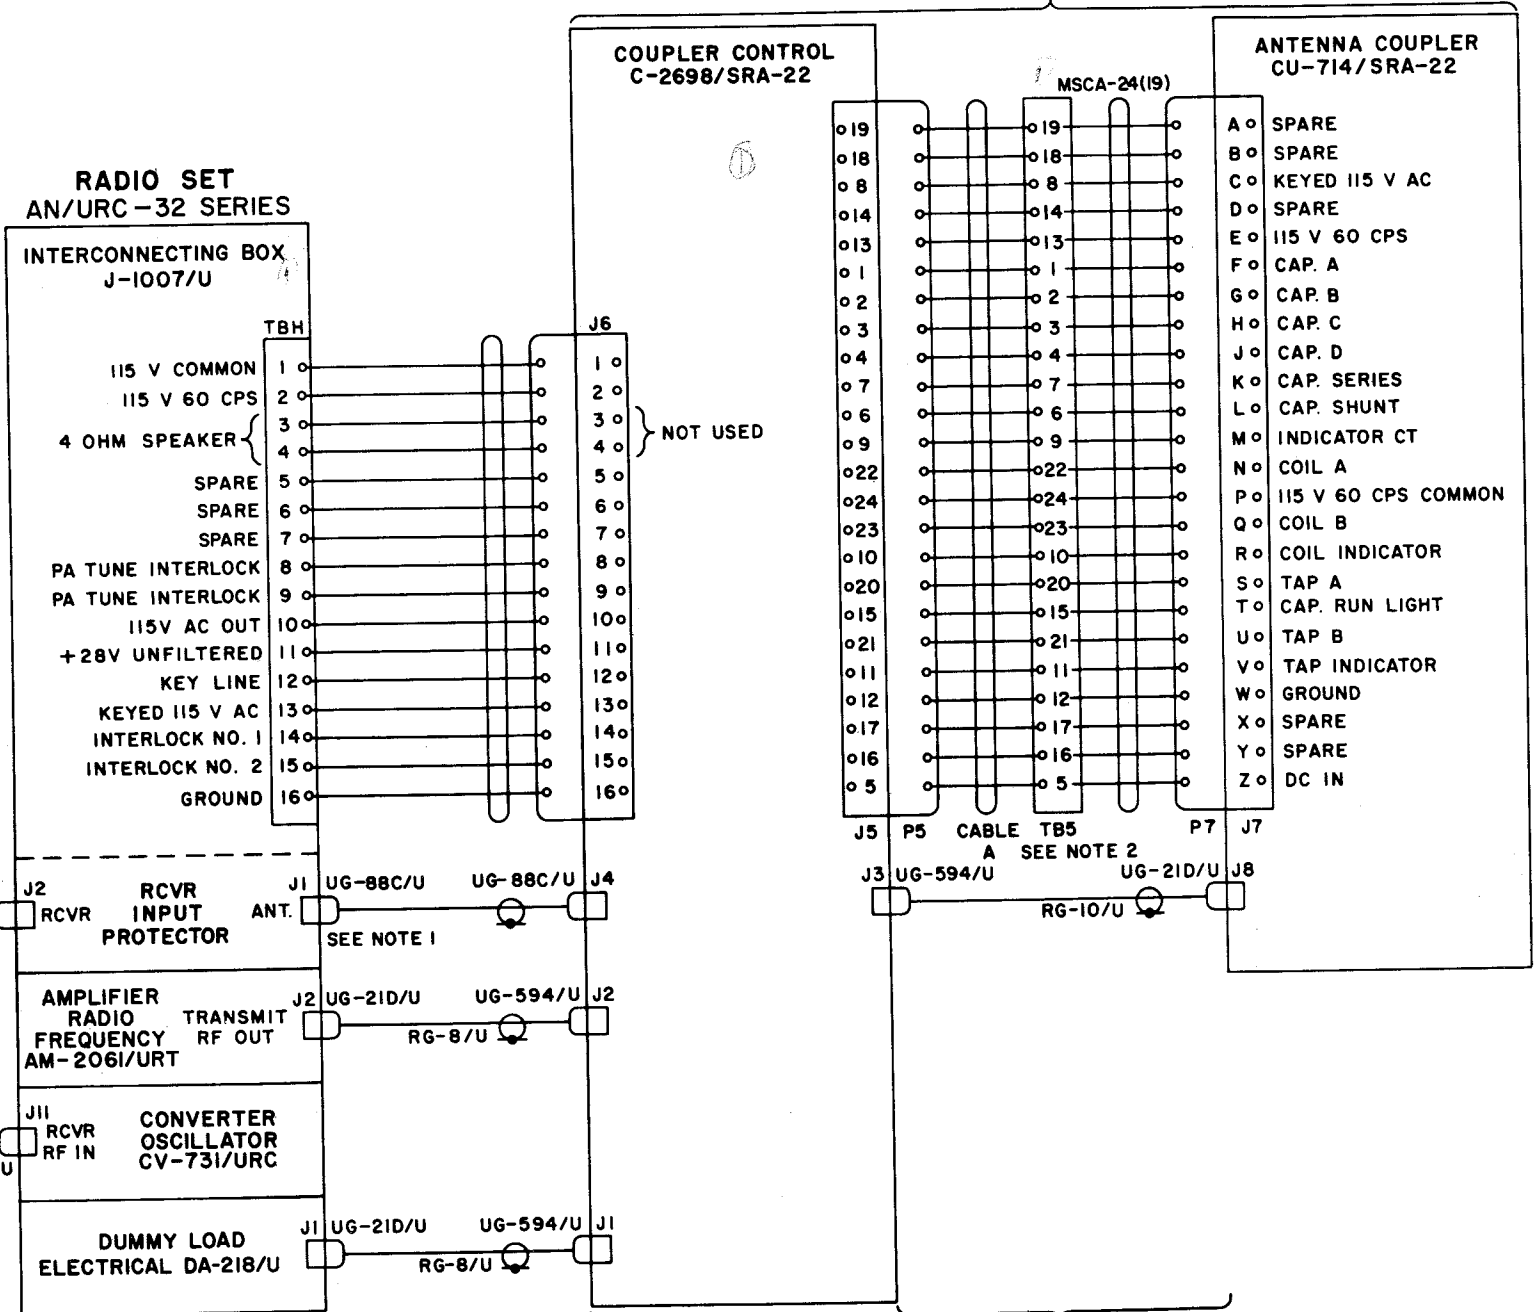 COUPLER CONTROL
C-2698/SRA-22
ANTENNA COUPLER
CU-714/SRA-22
MSCA-24(19)
RADIO SET
AN/URC-32 SERIES
INTERCONNECTING BOX
J-1007/U
TBH
115 V COMMON 1
115 V 60 CPS 2
4 OHM SPEAKER 3
4
SPARE 5
SPARE 6
SPARE 7
PA TUNE INTERLOCK 8
PA TUNE INTERLOCK 9
115V AC OUT 10
+28V UNFILTERED 11
KEY LINE 12
KEYED 115 V AC 13
INTERLOCK NO. 1 14
INTERLOCK NO. 2 15
GROUND 16
J6
1
2
3
4
NOT USED
5
6
7
8
9
10
11
12
13
14
15
16
19 19 A SPARE
18 18 B SPARE
8 8 C KEYED 115 V AC
14 14 D SPARE
13 13 E 115 V 60 CPS
1 1 F CAP. A
2 2 G CAP. B
3 3 H CAP. C
4 4 J CAP. D
7 7 K CAP. SERIES
6 6 L CAP. SHUNT
9 9 M INDICATOR CT
22 22 N COIL A
24 24 P 115 V 60 CPS COMMON
23 23 Q COIL B
10 10 R COIL INDICATOR
20 20 S TAP A
15 15 T CAP. RUN LIGHT
21 21 U TAP B
11 11 V TAP INDICATOR
12 12 W GROUND
17 17 X SPARE
16 16 Y SPARE
5 5 Z DC IN
J5 P5 CABLE TB5 P7 J7
A SEE NOTE 2
J3 UG-594/U UG-21D/U J8
RG-10/U
J2
RCVR
RCVR
INPUT
PROTECTOR
ANT.
J1 UG-88C/U UG-88C/U J4
SEE NOTE 1
AMPLIFIER
RADIO
FREQUENCY
AM-2061/URT
TRANSMIT
RF OUT
J2 UG-21D/U UG-594/U J2
RG-8/U
J11
RCVR
RF IN
U
CONVERTER
OSCILLATOR
CV-731/URC
DUMMY LOAD
ELECTRICAL DA-218/U
J1 UG-21D/U UG-594/U J1
RG-8/U